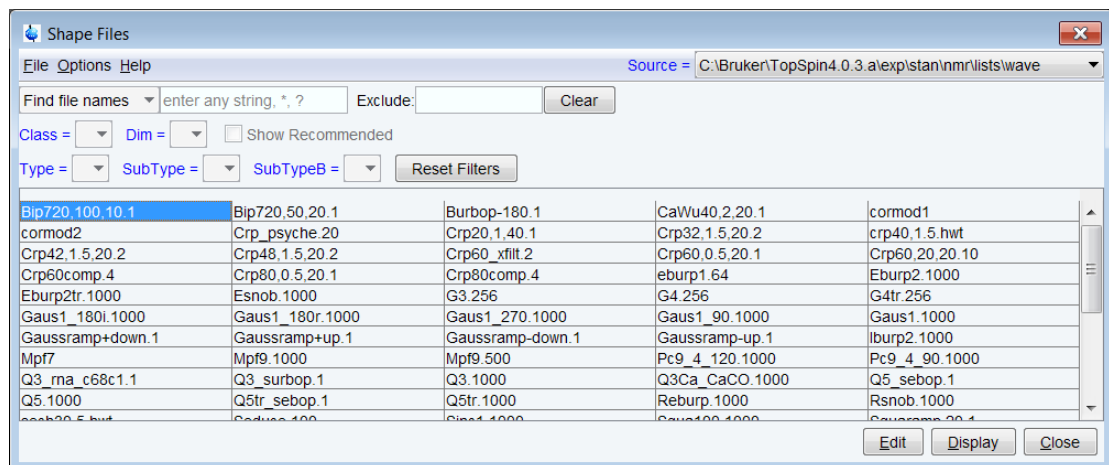 Shape Files
File Options Help Source = C:\Bruker\TopSpin4.0.3.a\exp\stan\nmr\lists\wave
Find file names enter any string, *, ? Exclude: Clear
Class = Dim = Show Recommended
Type = SubType = SubTypeB = Reset Filters
Bip720,100,10.1 Bip720,50,20.1 Burbop-180.1 CaWu40,2,20.1 cormod1
cormod2 Crp_psyche.20 Crp20,1,40.1 Crp32,1.5,20.2 crp40,1.5.hwt
Crp42,1.5,20.2 Crp48,1.5,20.2 Crp60_xfilt.2 Crp60,0.5,20.1 Crp60,20,20.10
Crp60comp.4 Crp80,0.5,20.1 Crp80comp.4 eburp1.64 Eburp2.1000
Eburp2tr.1000 Esnob.1000 G3.256 G4.256 G4tr.256
Gaus1_180i.1000 Gaus1_180r.1000 Gaus1_270.1000 Gaus1_90.1000 Gaus1.1000
Gaussramp+down.1 Gaussramp+up.1 Gaussramp-down.1 Gaussramp-up.1 Iburp2.1000
Mpf7 Mpf9.1000 Mpf9.500 Pc9_4_120.1000 Pc9_4_90.1000
Q3_rna_c68c1.1 Q3_surbop.1 Q3.1000 Q3Ca_CaCO.1000 Q5_sebop.1
Q5.1000 Q5tr_sebop.1 Q5tr.1000 Reburp.1000 Rsnob.1000
Edit Display Close